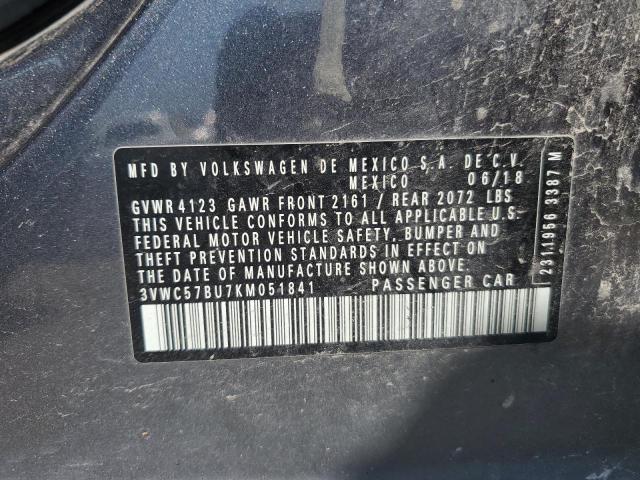 MFD BY VOLKSWAGEN DE MEXICO S.A. DE C.V.
MEXICO 06/18
GVWR 4123 GAWR FRONT 2161 / REAR 2072 LBS
THIS VEHICLE CONFORMS TO ALL APPLICABLE U.S-
FEDERAL MOTOR VEHICLE SAFETY, BUMPER AND
THEFT PREVENTION STANDARDS IN EFFECT ON
THE DATE OF MANUFACTURE SHOWN ABOVE.
3VWC57BU7KM051841 PASSENGER CAR
231.1956 3387 M